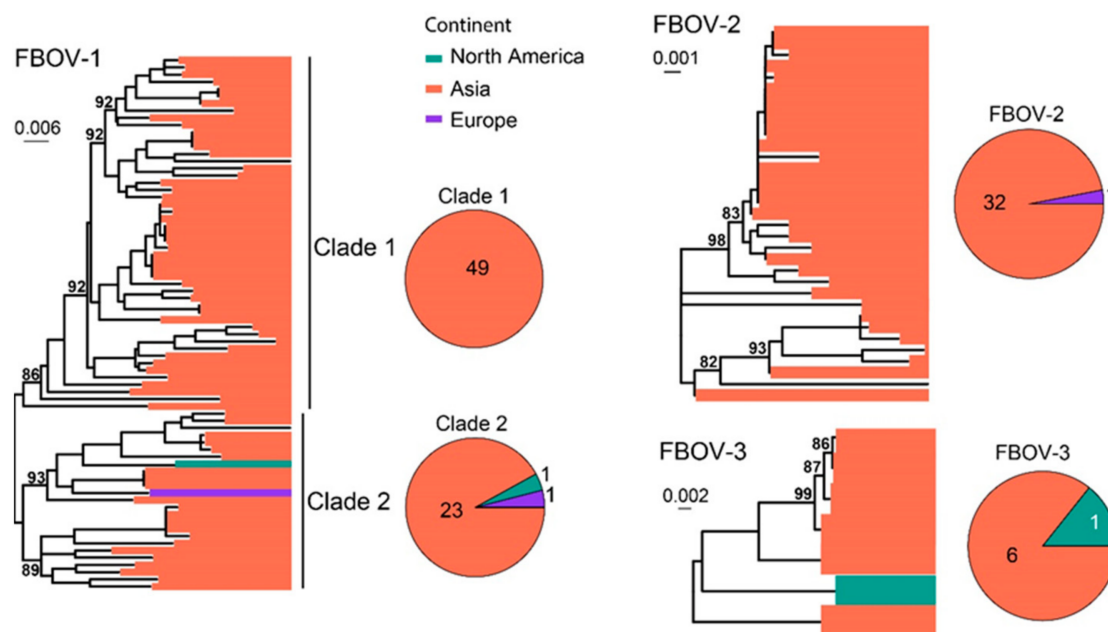 FBOV-1
0.006
92
92
92
86
93
89
Clade 1
Clade 2
Continent
North America
Asia
Europe
Clade 1
49
Clade 2
23
1
1
FBOV-2
0.001
83
98
93
82
FBOV-2
32
FBOV-3
0.002
86
87
99
FBOV-3
6
1